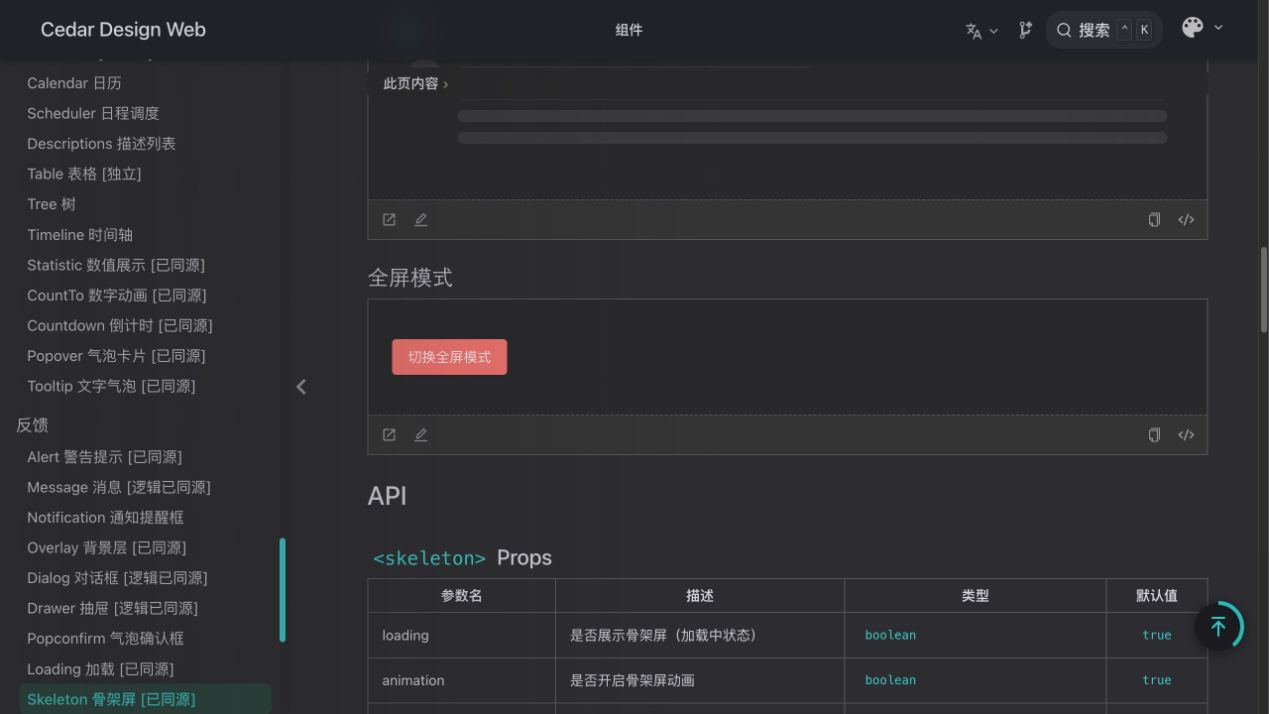 Cedar Design Web
组件
搜索 ^ K
Calendar 日历
Scheduler 日程调度
Descriptions 描述列表
Table 表格 [独立]
Tree 树
Timeline 时间轴
Statistic 数值展示 [已同源]
CountTo 数字动画 [已同源]
Countdown 倒计时 [已同源]
Popover 气泡卡片 [已同源]
Tooltip 文字气泡 [已同源]
反馈
Alert 警告提示 [已同源]
Message 消息 [逻辑已同源]
Notification 通知提醒框
Overlay 背景层 [已同源]
Dialog 对话框 [逻辑已同源]
Drawer 抽屉 [逻辑已同源]
Popconfirm 气泡确认框
Loading 加载 [已同源]
Skeleton 骨架屏 [已同源]
此页内容 ›
全屏模式
切换全屏模式
API
<skeleton> Props
参数名 描述 类型 默认值
loading 是否展示骨架屏（加载中状态） boolean true
animation 是否开启骨架屏动画 boolean true